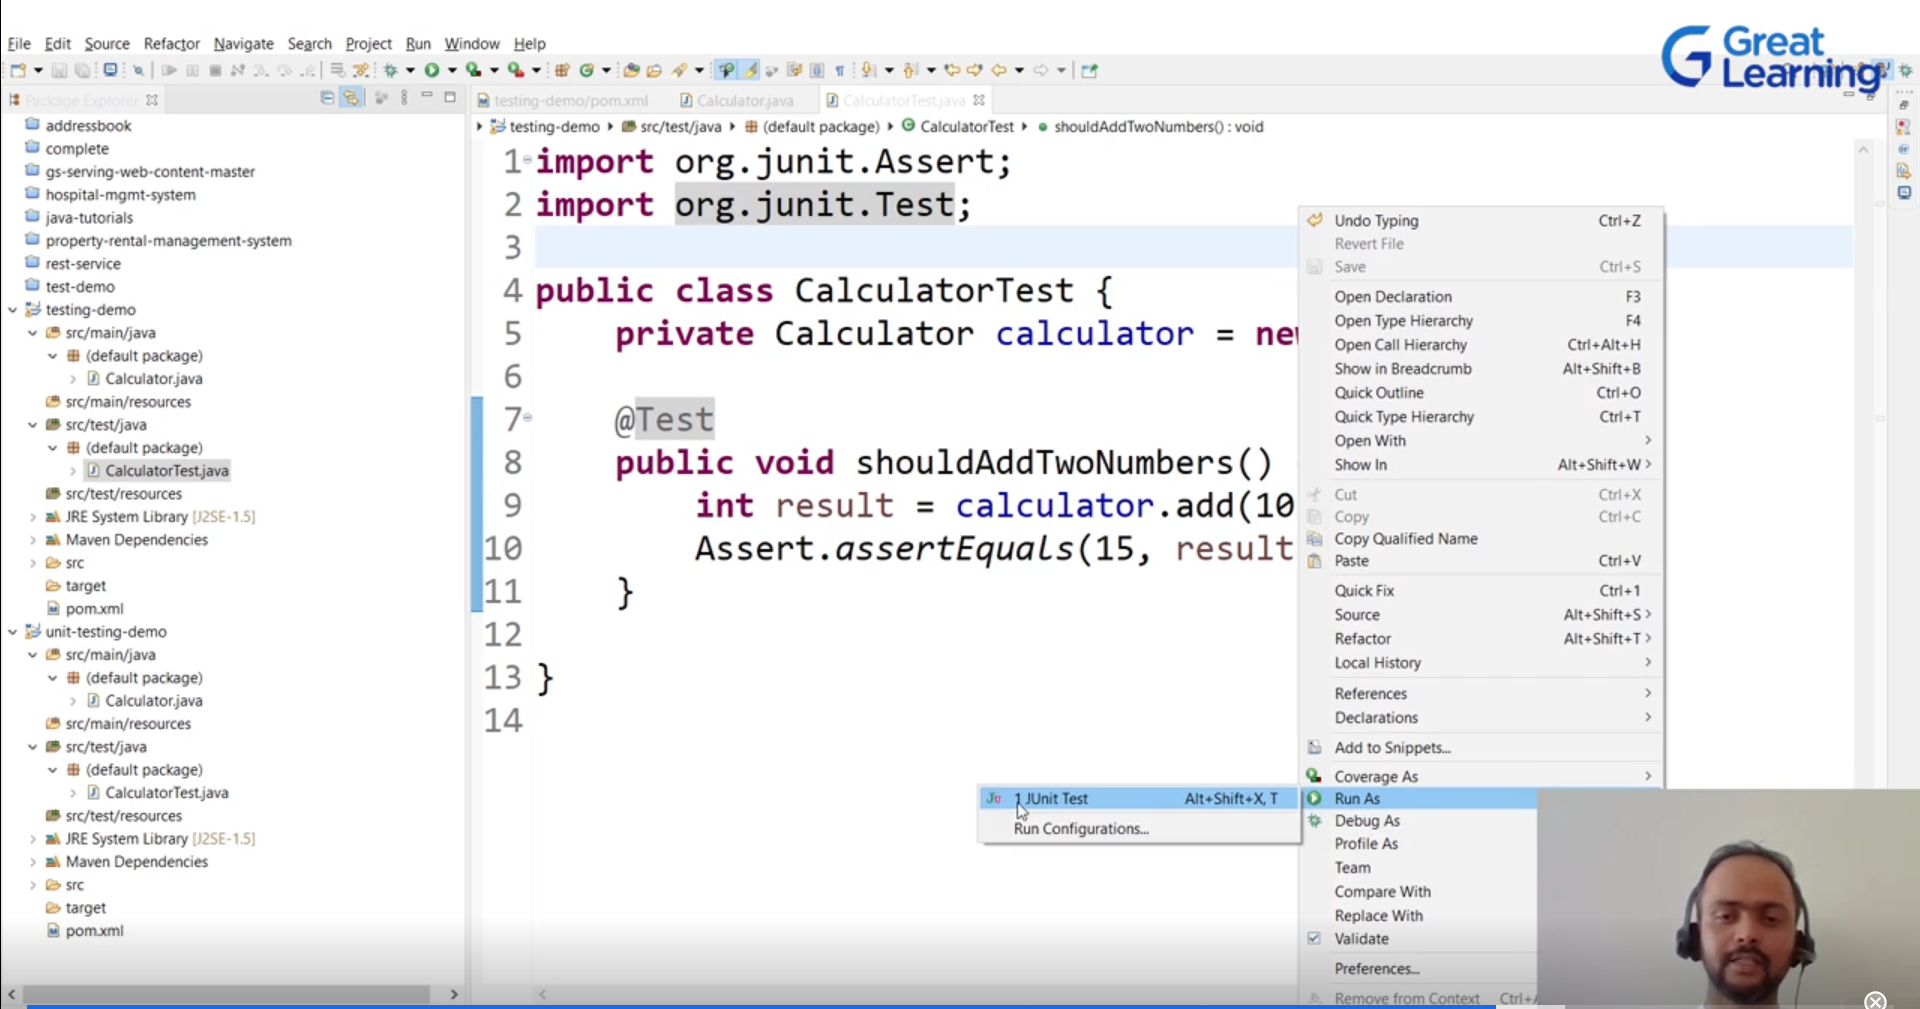 Great
Learning
File Edit Source Refactor Navigate Search Project Run Window Help
Package Explorer
testing-demo/pom.xml Calculator.java CalculatorTest.java
testing-demo src/test/java (default package) CalculatorTest shouldAddTwoNumbers() : void
addressbook
complete
gs-serving-web-content-master
hospital-mgmt-system
java-tutorials
property-rental-management-system
rest-service
test-demo
testing-demo
src/main/java
(default package)
Calculator.java
src/main/resources
src/test/java
(default package)
CalculatorTest.java
src/test/resources
JRE System Library [J2SE-1.5]
Maven Dependencies
src
target
pom.xml
unit-testing-demo
src/main/java
(default package)
Calculator.java
src/main/resources
src/test/java
(default package)
CalculatorTest.java
src/test/resources
JRE System Library [J2SE-1.5]
Maven Dependencies
src
target
pom.xml
1 import org.junit.Assert;
2 import org.junit.Test;
3
4 public class CalculatorTest {
5 private Calculator calculator = new
6
7 @Test
8 public void shouldAddTwoNumbers()
9 int result = calculator.add(10
10 Assert.assertEquals(15, result
11 }
12
13 }
14
Undo Typing Ctrl+Z
Revert File
Save Ctrl+S
Open Declaration F3
Open Type Hierarchy F4
Open Call Hierarchy Ctrl+Alt+H
Show in Breadcrumb Alt+Shift+B
Quick Outline Ctrl+O
Quick Type Hierarchy Ctrl+T
Open With
Show In Alt+Shift+W
Cut Ctrl+X
Copy Ctrl+C
Copy Qualified Name
Paste Ctrl+V
Quick Fix Ctrl+1
Source Alt+Shift+S
Refactor Alt+Shift+T
Local History
References
Declarations
Add to Snippets...
Coverage As
Run As
Debug As
Profile As
Team
Compare With
Replace With
Validate
Preferences...
Remove from Context Ctrl+
Ju 1 JUnit Test Alt+Shift+X, T
Run Configurations...